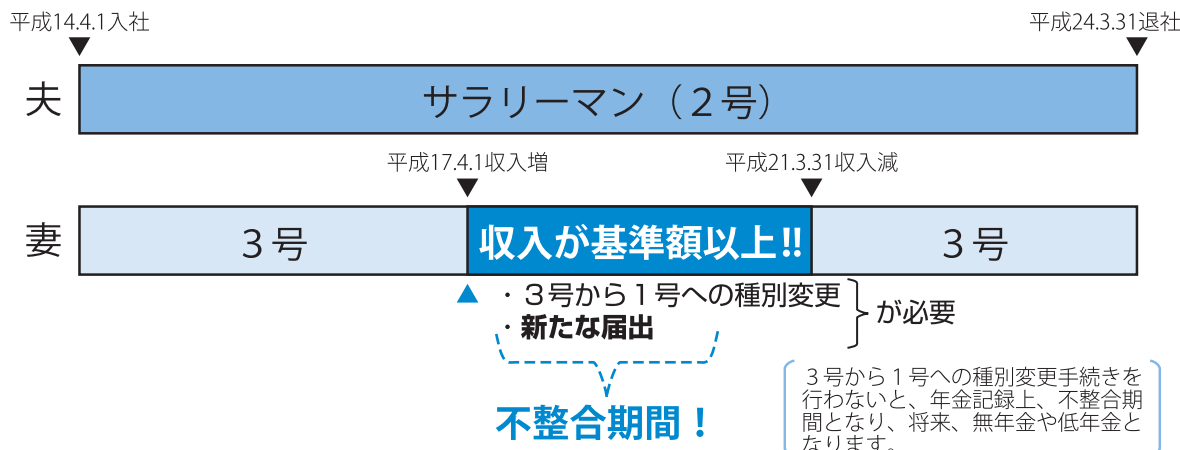 平成14.4.1入社
平成24.3.31退社
夫
サラリーマン（２号）
平成17.4.1収入増
平成21.3.31収入減
妻
３号
収入が基準額以上!!
３号
・３号から１号への種別変更
・新たな届出
が必要
不整合期間！
３号から１号への種別変更手続きを
行わないと、年金記録上、不整合期
間となり、将来、無年金や低年金と
なります。